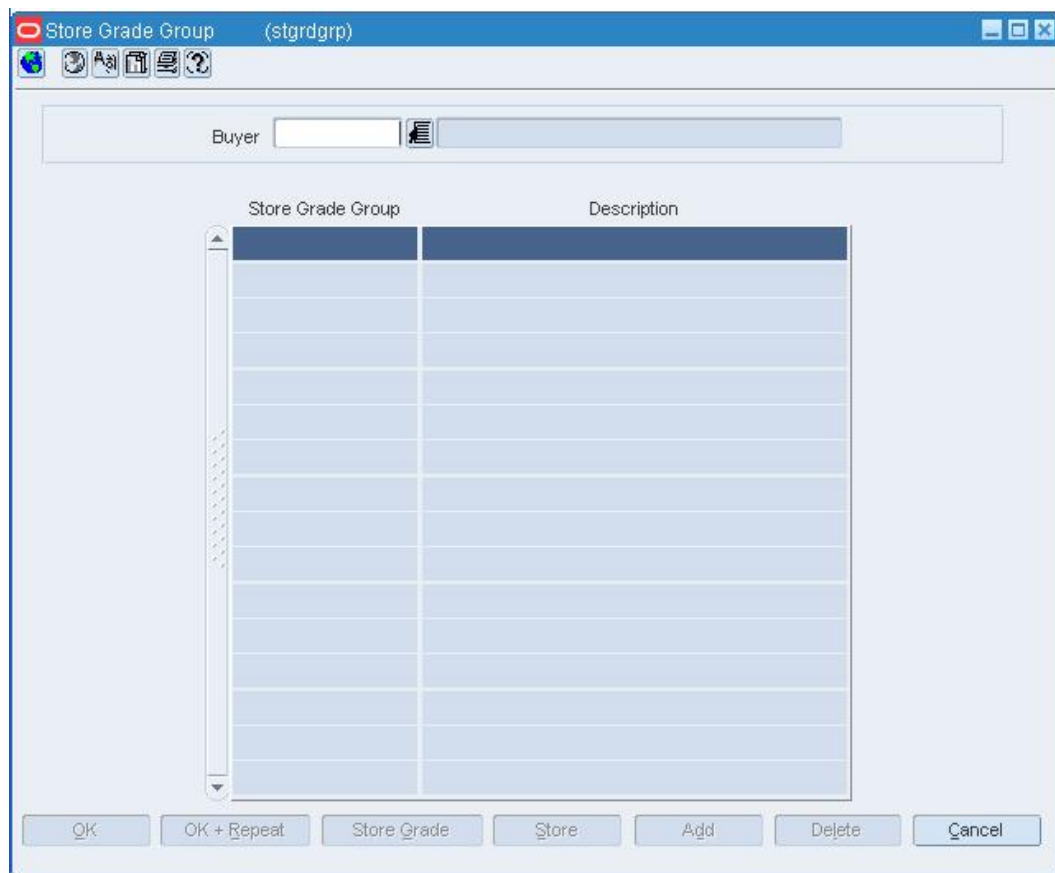 Store Grade Group (stgrdgrp)
Buyer
Store Grade Group Description
OK OK + Repeat Store Grade Store Add Delete Cancel